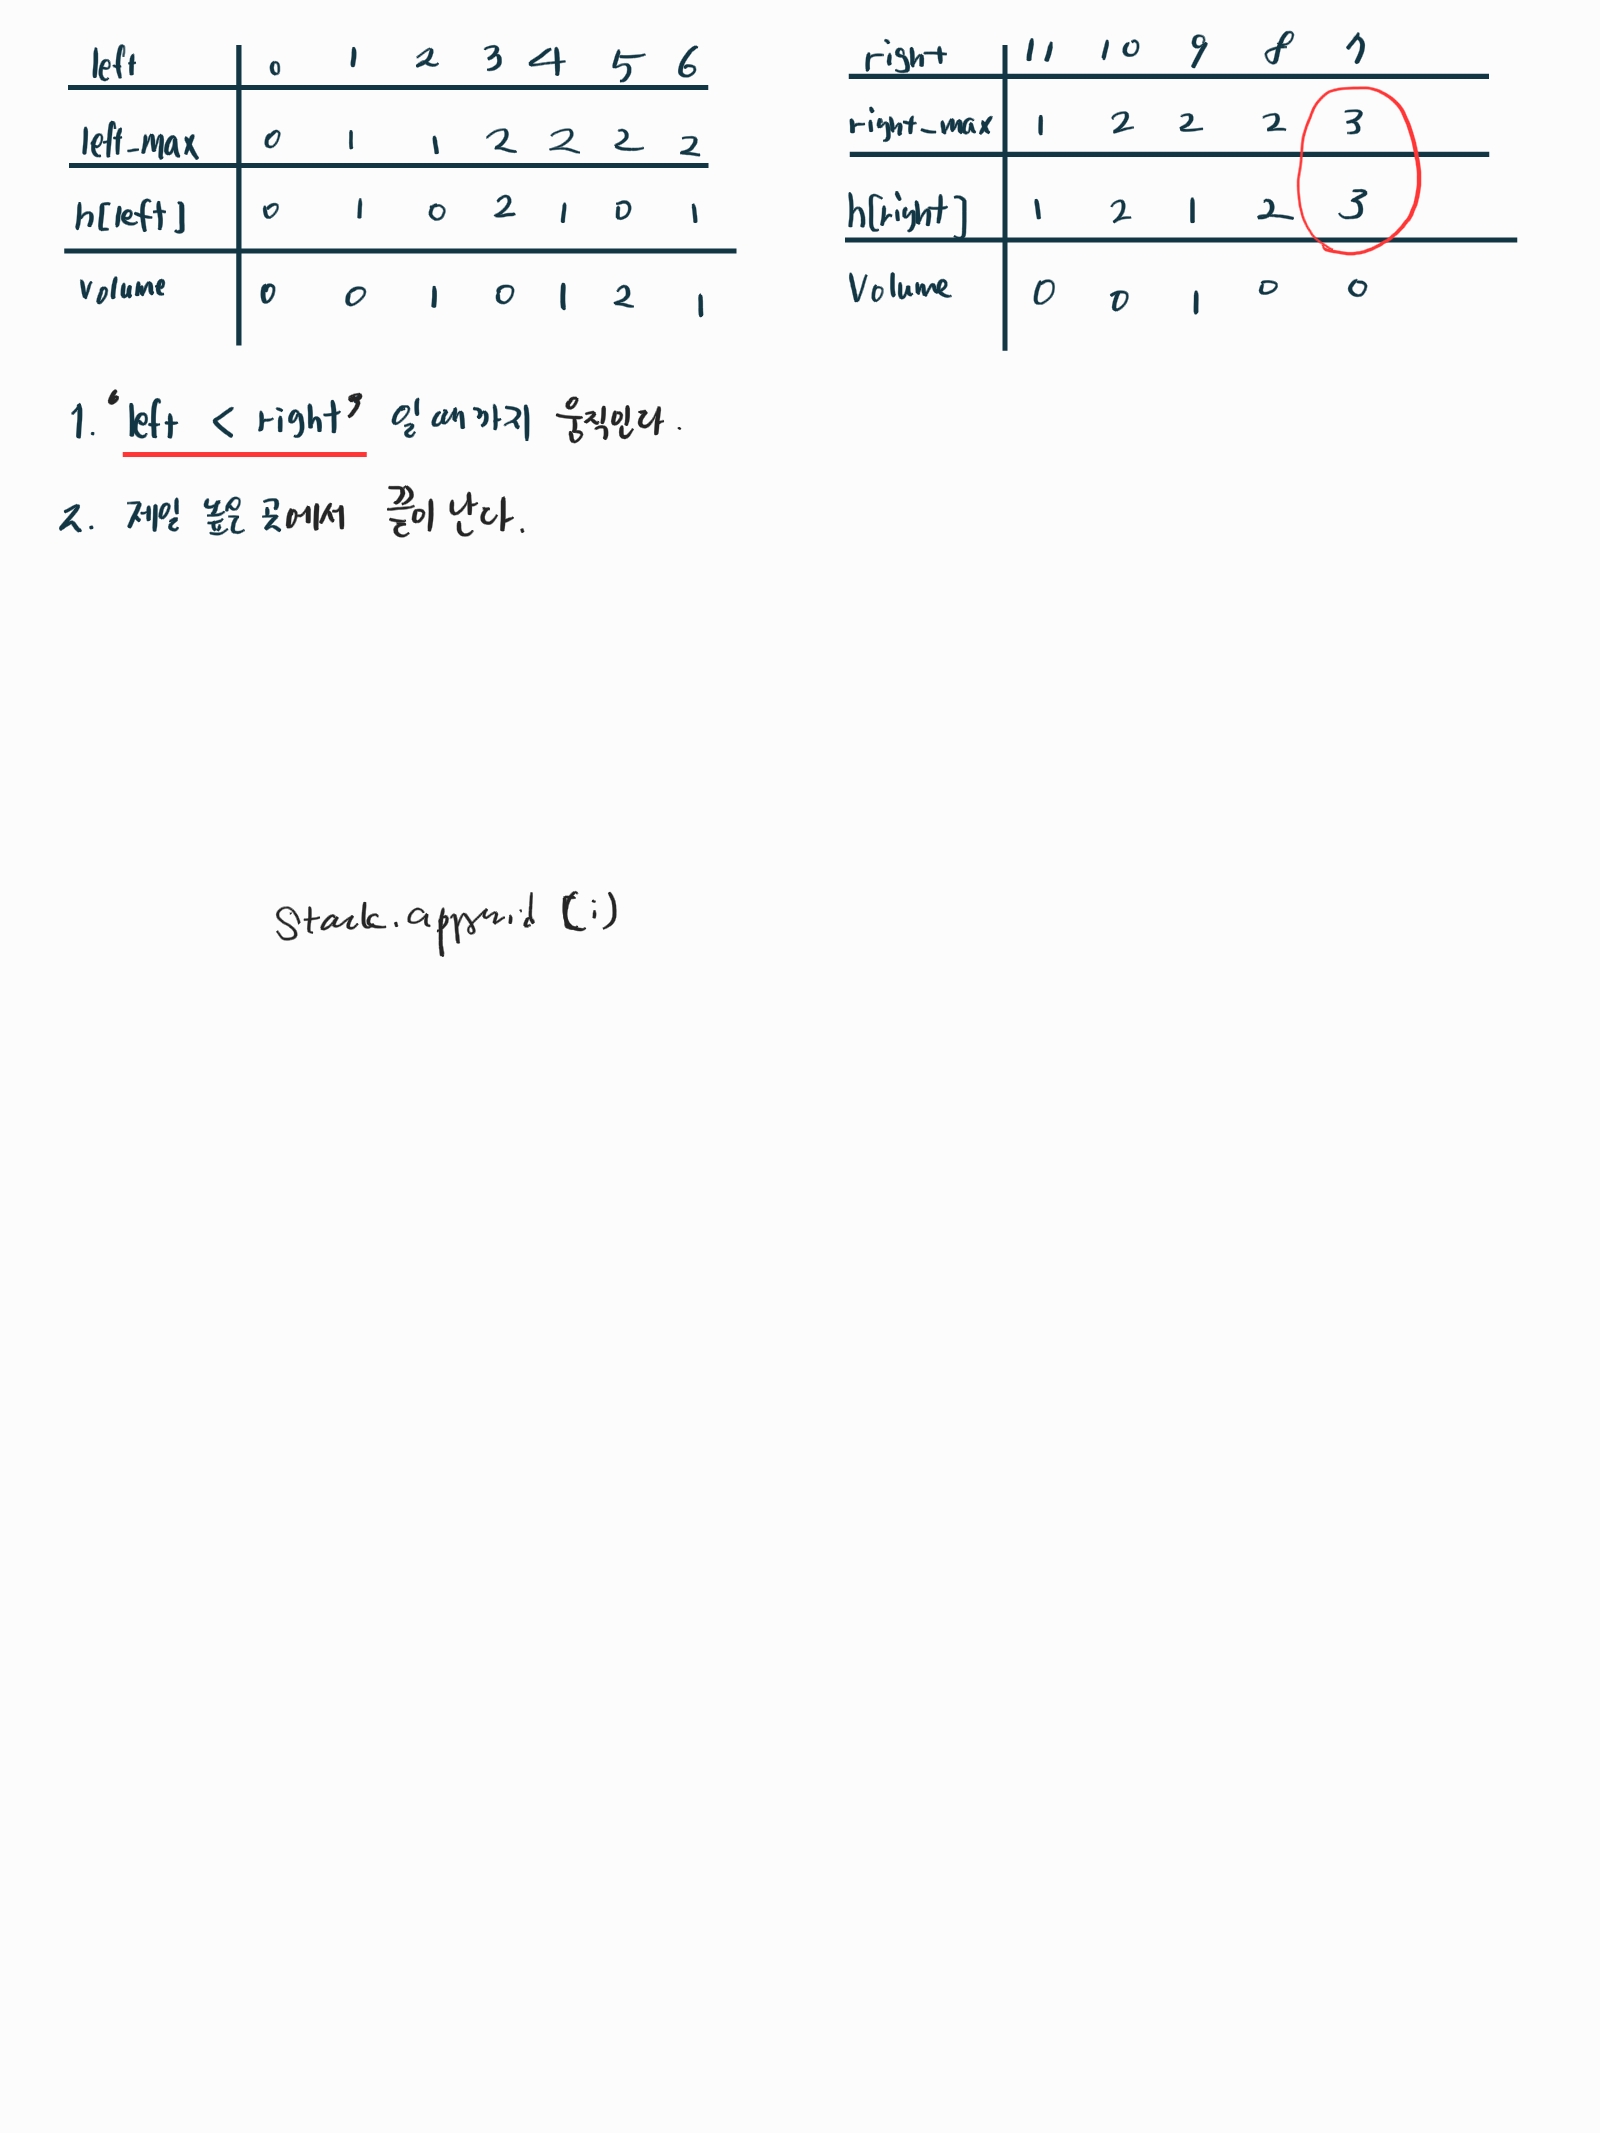 left 0 1 2 3 4 5 6
left_max 0 1 1 2 2 2 2
h[left] 0 1 0 2 1 0 1
volume 0 0 1 0 1 2 1
right 11 10 9 8 7
right_max 1 2 2 2 3
h[right] 1 2 1 2 3
Volume 0 0 1 0 0
1. ‘left < right’ 일 때까지 움직인다.
2. 제일 높은 곳에서 끝이 난다.
Stack.append (i)